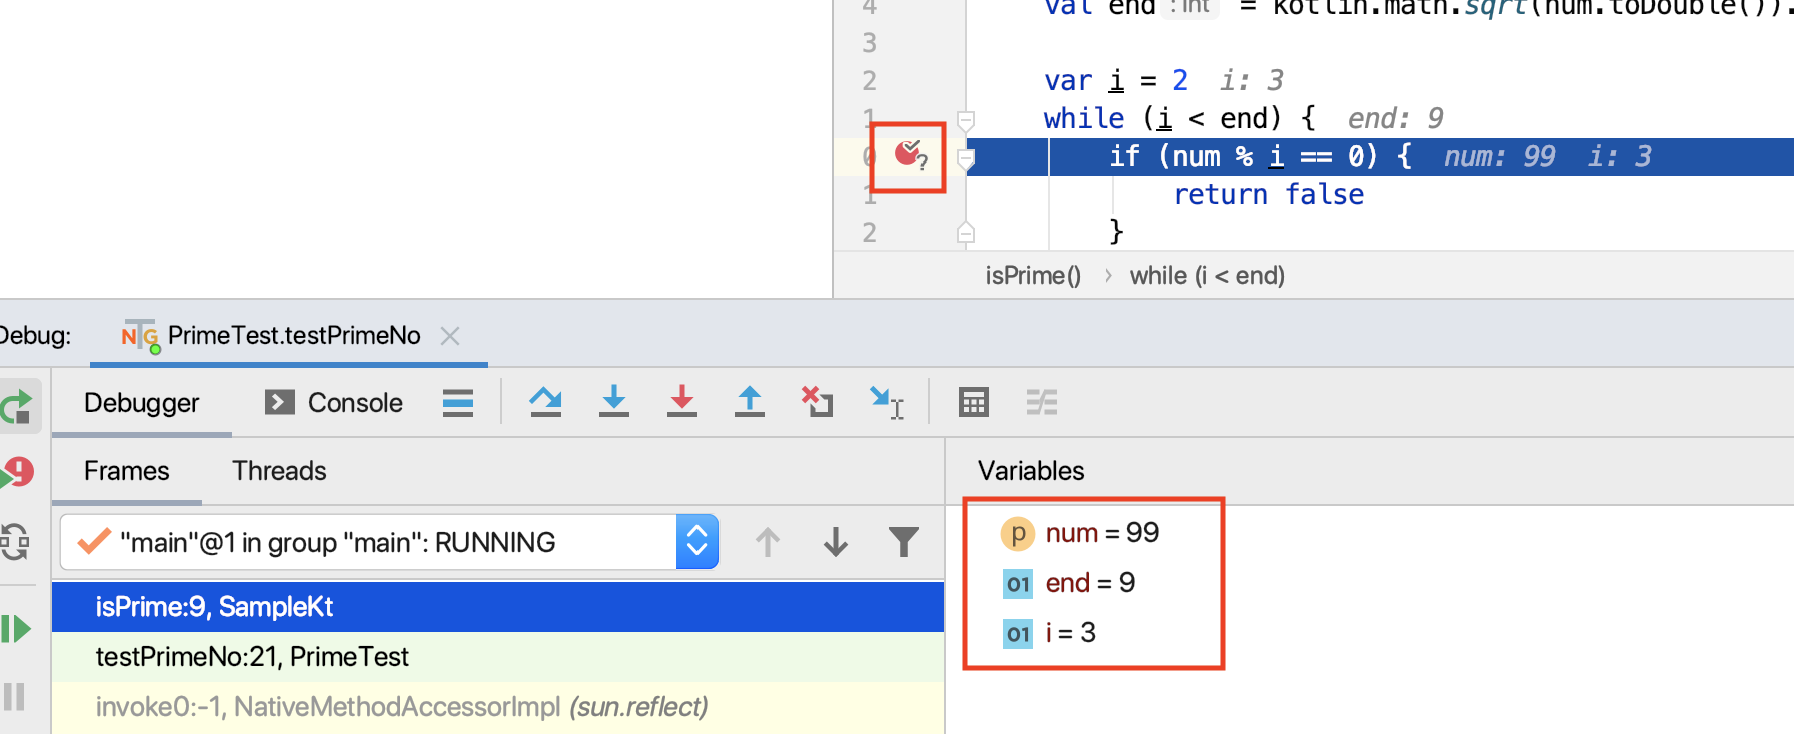 4 val end : Int = kotlin.math.sqrt(num.toDouble()).
3
2 var i = 2 i: 3
1 while (i < end) { end: 9
0 ? if (num % i == 0) { num: 99 i: 3
1 return false
2 }
isPrime() › while (i < end)
Debug: NTG PrimeTest.testPrimeNo
Debugger Console
Frames Threads Variables
"main"@1 in group "main": RUNNING
p num = 99
01 end = 9
01 i = 3
isPrime:9, SampleKt
testPrimeNo:21, PrimeTest
invoke0:-1, NativeMethodAccessorImpl (sun.reflect)